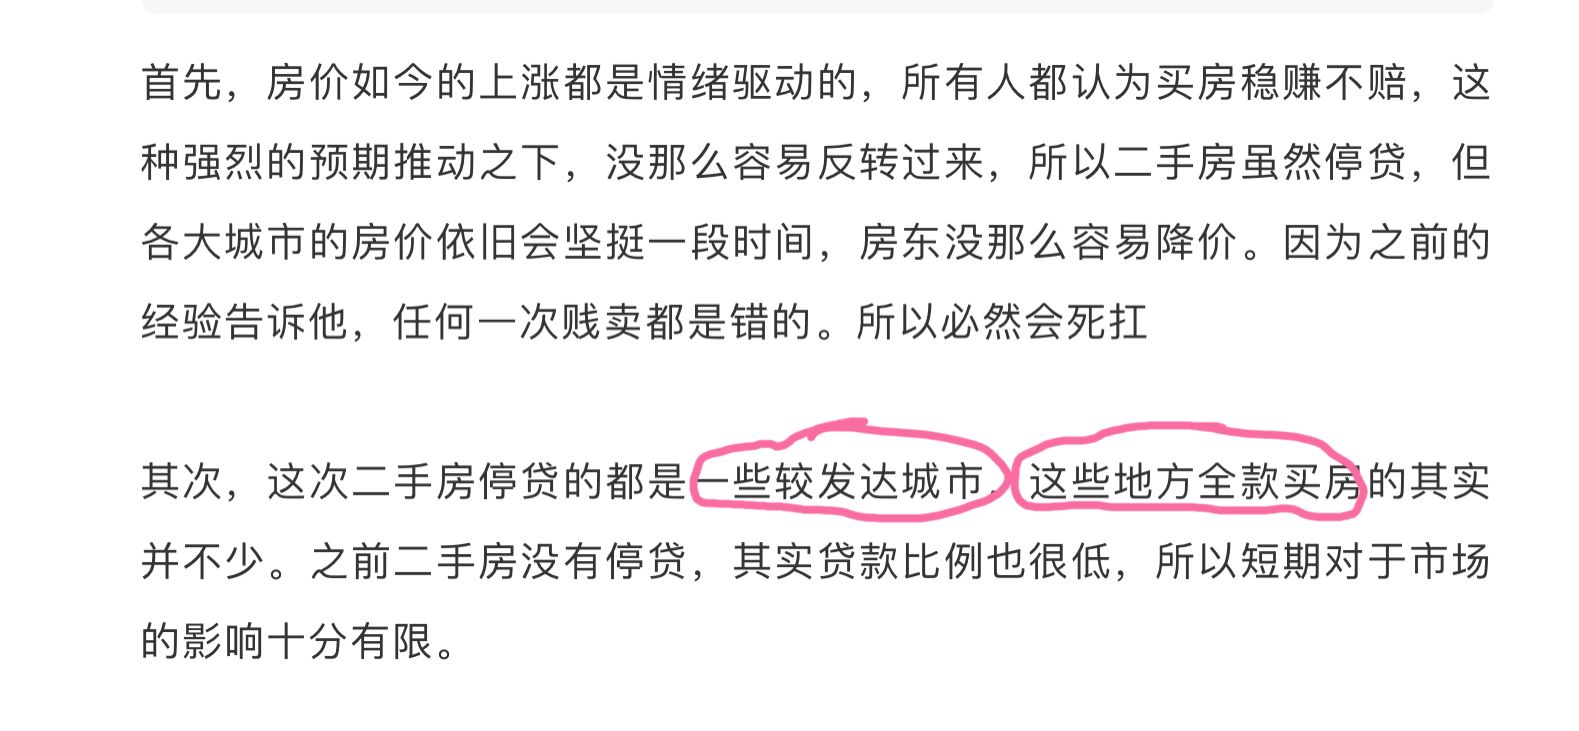 首先，房价如今的上涨都是情绪驱动的，所有人都认为买房稳赚不赔，这
种强烈的预期推动之下，没那么容易反转过来，所以二手房虽然停贷，但
各大城市的房价依旧会坚挺一段时间，房东没那么容易降价。因为之前的
经验告诉他，任何一次贱卖都是错的。所以必然会死扛
其次，这次二手房停贷的都是一些较发达城市，这些地方全款买房的其实
并不少。之前二手房没有停贷，其实贷款比例也很低，所以短期对于市场
的影响十分有限。